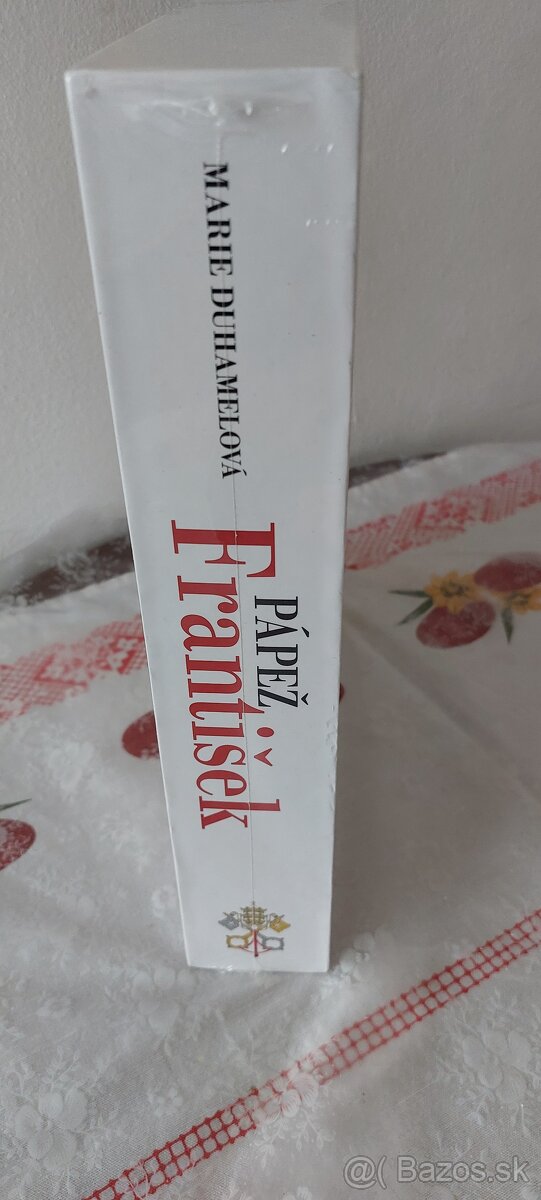 MARIE DUHAMELOVÁ
PÁPEŽ
František
@( Bazos.sk